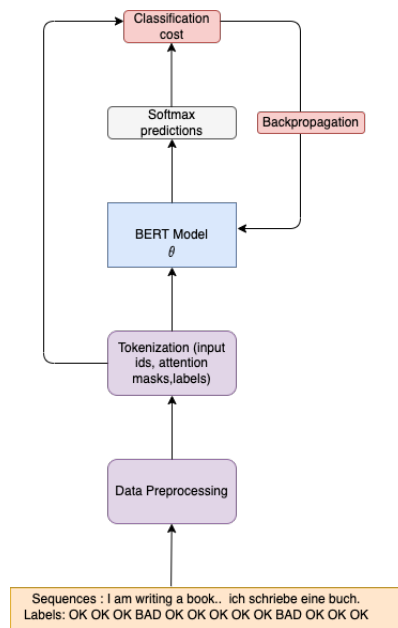 Classification
cost
Softmax
predictions
Backpropagation
BERT Model
θ
Tokenization (input
ids, attention
masks,labels)
Data Preprocessing
Sequences : I am writing a book.. ich schriebe eine buch.
Labels: OK OK OK BAD OK OK OK OK OK BAD OK OK OK